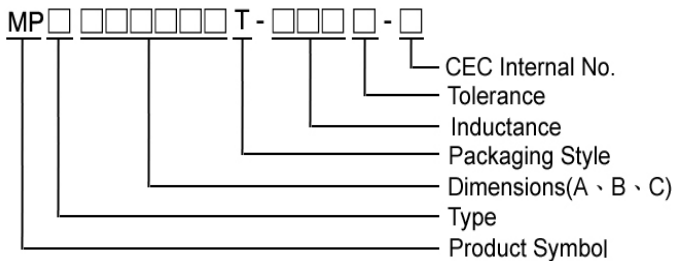 MP□ □□□□□□ T - □□□ □ - □
CEC Internal No.
Tolerance
Inductance
Packaging Style
Dimensions(A、B、C)
Type
Product Symbol